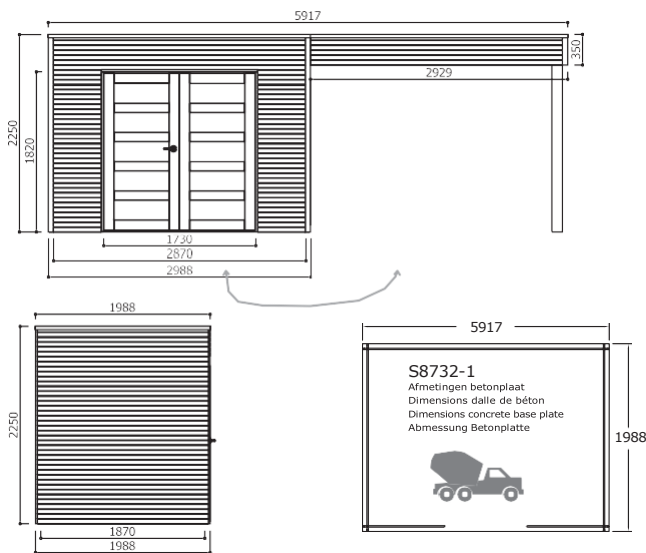 5917
350
2929
2250
1820
1730
2870
2988
1988
2250
1870
1988
5917
S8732-1
Afmetingen betonplaat
Dimensions dalle de béton
Dimensions concrete base plate
Abmessung Betonplatte
1988